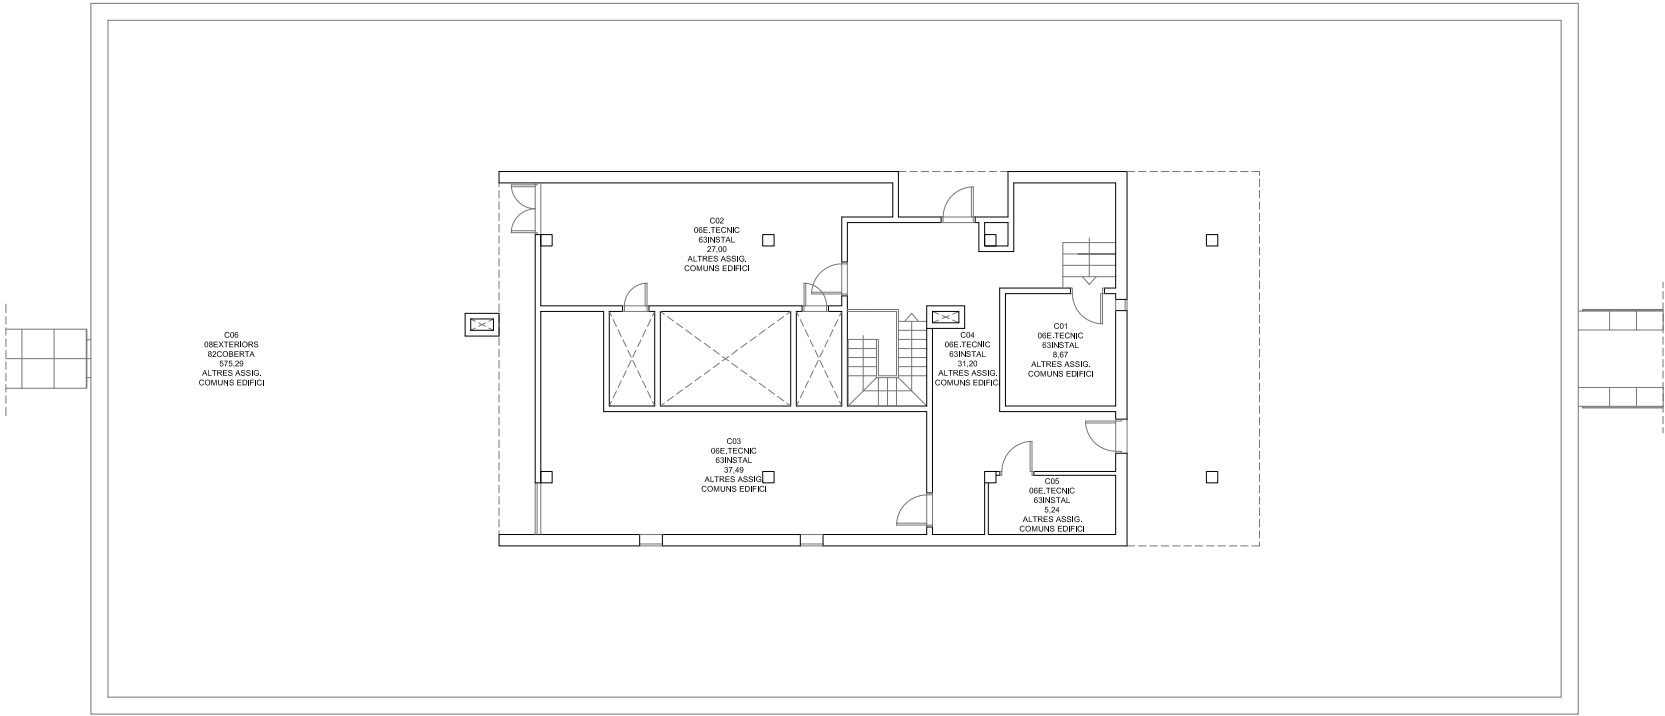 C02
06E.TECNIC
63INSTAL
27,00
ALTRES ASSIG.
COMUNS EDIFICI
C06
08EXTERIORS
82COBERTA
575,29
ALTRES ASSIG.
COMUNS EDIFICI
C04
06E.TECNIC
63INSTAL
31,20
ALTRES ASSIG.
COMUNS EDIFIC
C01
06E.TECNIC
63INSTAL
8,67
ALTRES ASSIG.
COMUNS EDIFICI
C03
06E.TECNIC
63INSTAL
37,49
ALTRES ASSIG
COMUNS EDIFICI
C05
06E.TECNIC
63INSTAL
5,24
ALTRES ASSIG.
COMUNS EDIFICI